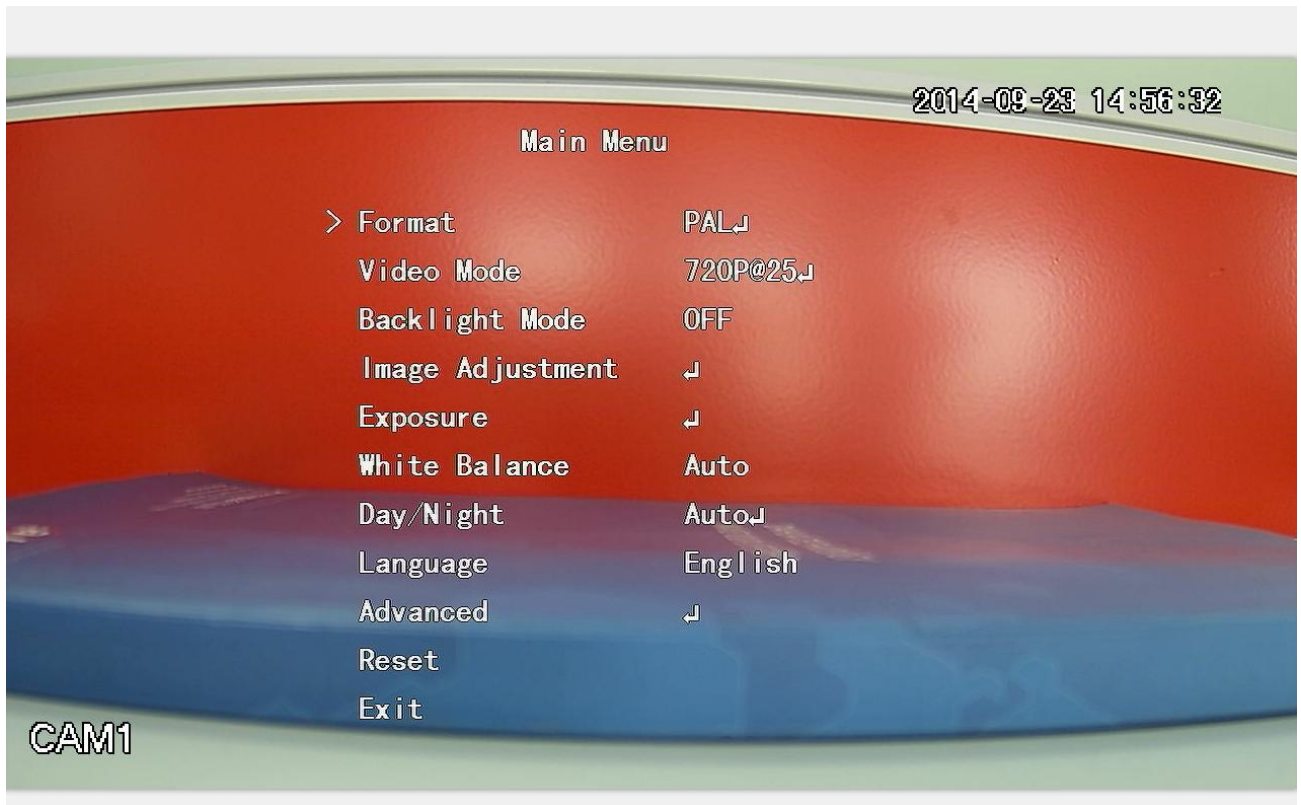 2014-09-23 14:56:32
Main Menu
> Format PAL↲
Video Mode 720P@25↲
Backlight Mode OFF
Image Adjustment ↲
Exposure ↲
White Balance Auto
Day/Night Auto↲
Language English
Advanced ↲
Reset
Exit
CAM1